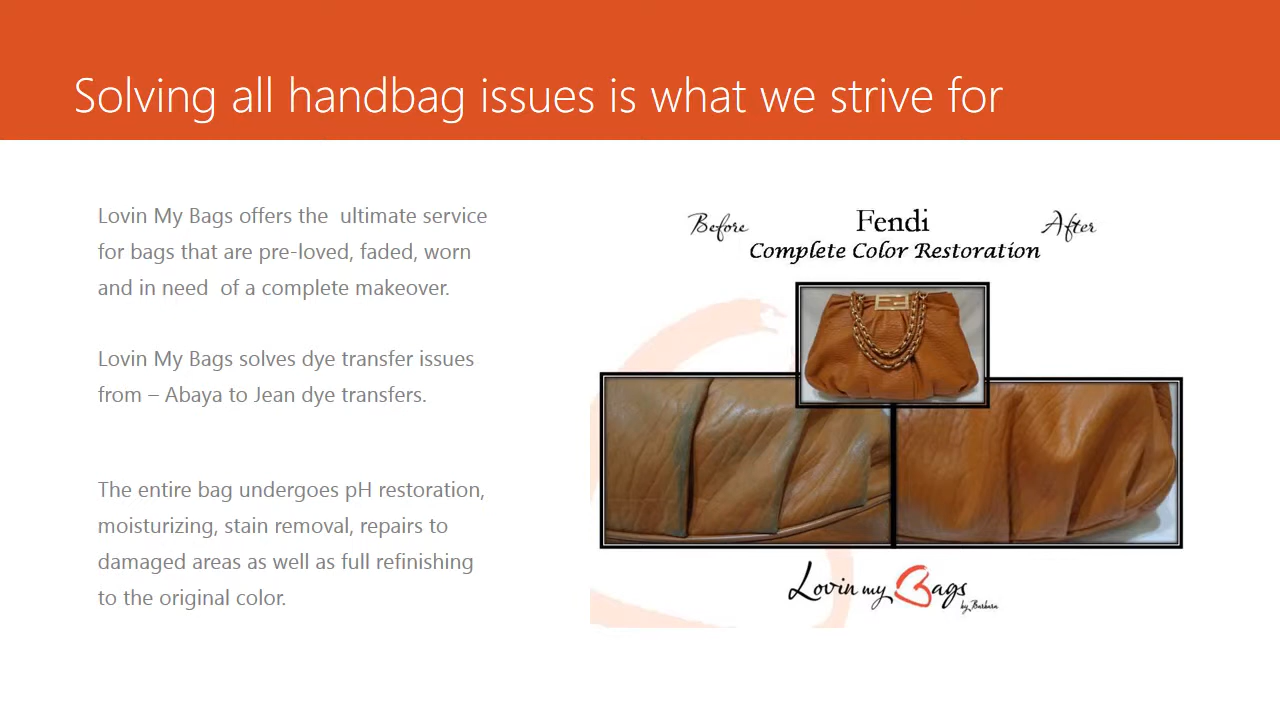 Solving all handbag issues is what we strive for
Lovin My Bags offers the  ultimate service
for bags that are pre-loved, faded, worn
and in need  of a complete makeover.
Lovin My Bags solves dye transfer issues
from – Abaya to Jean dye transfers.
The entire bag undergoes pH restoration,
moisturizing, stain removal, repairs to
damaged areas as well as full refinishing
to the original color.
Before Fendi After
Complete Color Restoration
Lovin my Bags
by Barbara